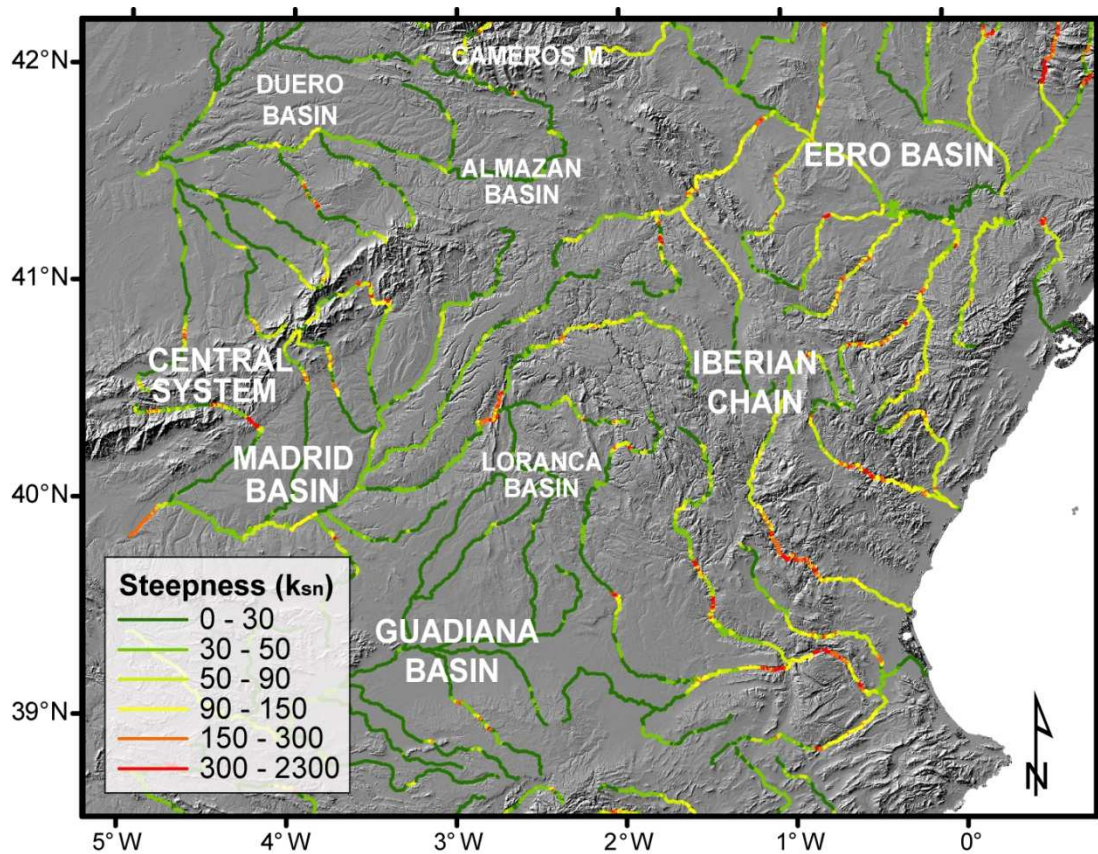 42°N
41°N
40°N
39°N
CAMEROS M.
DUERO
BASIN
ALMAZAN
BASIN
EBRO BASIN
CENTRAL
SYSTEM
IBERIAN
CHAIN
MADRID
BASIN
LORANCA
BASIN
GUADIANA
BASIN
Steepness (ksn)
0 - 30
30 - 50
50 - 90
90 - 150
150 - 300
300 - 2300
N
5°W
4°W
3°W
2°W
1°W
0°